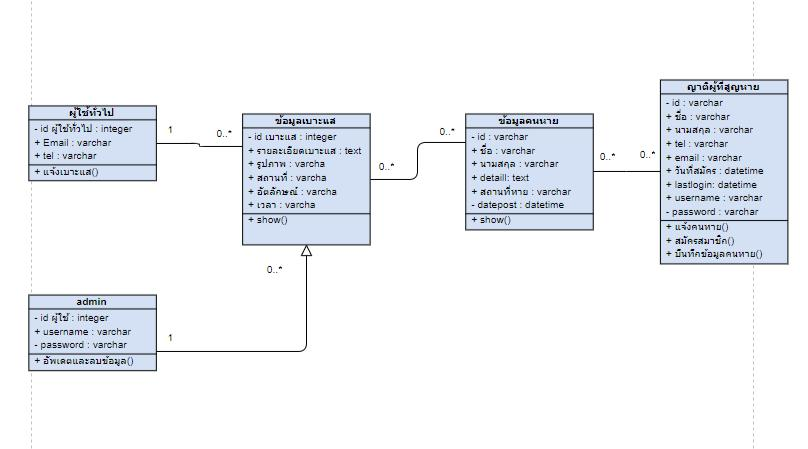 ผู้ใช้ทั่วไป
- id ผู้ใช้ทั่วไป : integer
+ Email : varchar
+ tel : varchar
+ แจ้งเบาะแส()
1
0..*
ข้อมูลเบาะแส
- id เบาะแส : integer
+ รายละเอียดเบาะแส : text
+ รูปภาพ : varcha
+ สถานที่ : varcha
+ อัตลักษณ์ : varcha
+ เวลา : varcha
+ show()
0..*
0..*
ข้อมูลคนหาย
- id : varchar
+ ชื่อ : varchar
+ นามสกุล : varchar
+ detaill: text
+ สถานที่หาย : varchar
- datepost : datetime
+ show()
0..*
0..*
ญาติผู้ที่สูญหาย
- id : varchar
+ ชื่อ : varchar
+ นามสกุล : varchar
+ tel : varchar
+ email : varchar
+ วันที่สมัคร : datetime
+ lastlogin: datetime
+ username : varchar
- password : varchar
+ แจ้งคนหาย()
+ สมัครสมาชิก()
+ บันทึกข้อมูลคนหาย()
0..*
admin
- id ผู้ใช้ : integer
+ username : varchar
- password : varchar
+ อัพเดตและลบข้อมูล()
1